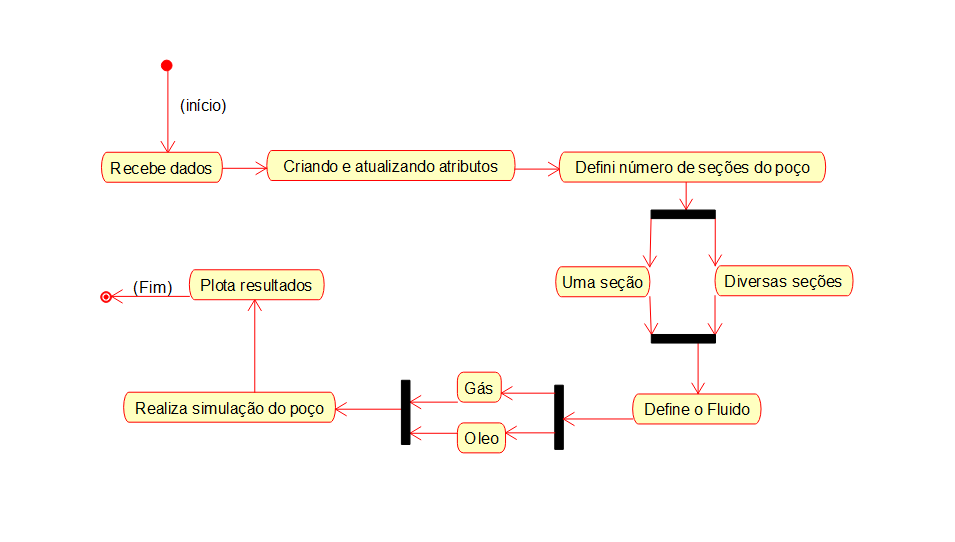 (início)
Recebe dados
Criando e atualizando atributos
Defini número de seções do poço
Uma seção
Diversas seções
Define o Fluido
Gás
Oleo
Realiza simulação do poço
Plota resultados
(Fim)